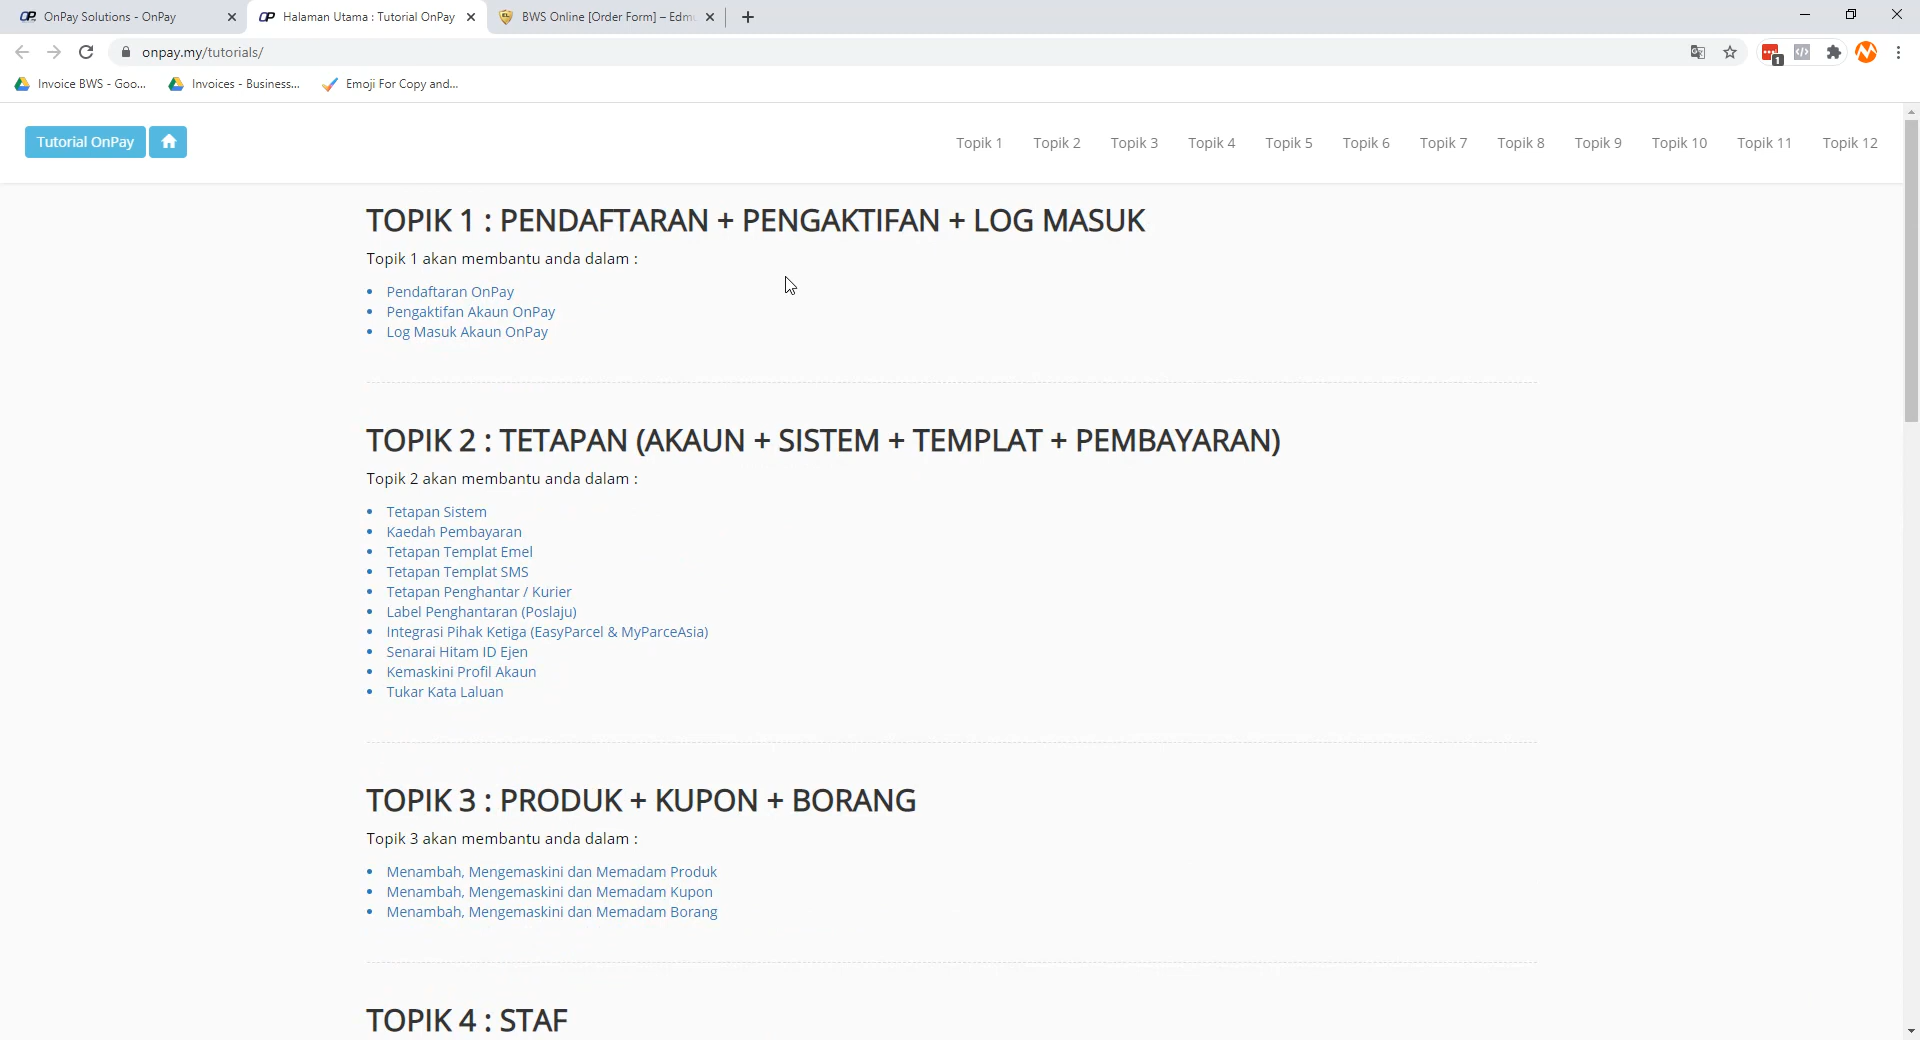 OnPay Solutions - OnPay
Halaman Utama : Tutorial OnPay
BWS Online [Order Form] – Edm
onpay.my/tutorials/
1
Invoice BWS - Goo...
Invoices - Business...
Emoji For Copy and...
Tutorial OnPay
Topik 1
Topik 2
Topik 3
Topik 4
Topik 5
Topik 6
Topik 7
Topik 8
Topik 9
Topik 10
Topik 11
Topik 12
TOPIK 1 : PENDAFTARAN + PENGAKTIFAN + LOG MASUK
Topik 1 akan membantu anda dalam :
Pendaftaran OnPay
Pengaktifan Akaun OnPay
Log Masuk Akaun OnPay
TOPIK 2 : TETAPAN (AKAUN + SISTEM + TEMPLAT + PEMBAYARAN)
Topik 2 akan membantu anda dalam :
Tetapan Sistem
Kaedah Pembayaran
Tetapan Templat Emel
Tetapan Templat SMS
Tetapan Penghantar / Kurier
Label Penghantaran (Poslaju)
Integrasi Pihak Ketiga (EasyParcel & MyParceAsia)
Senarai Hitam ID Ejen
Kemaskini Profil Akaun
Tukar Kata Laluan
TOPIK 3 : PRODUK + KUPON + BORANG
Topik 3 akan membantu anda dalam :
Menambah, Mengemaskini dan Memadam Produk
Menambah, Mengemaskini dan Memadam Kupon
Menambah, Mengemaskini dan Memadam Borang
TOPIK 4 : STAF